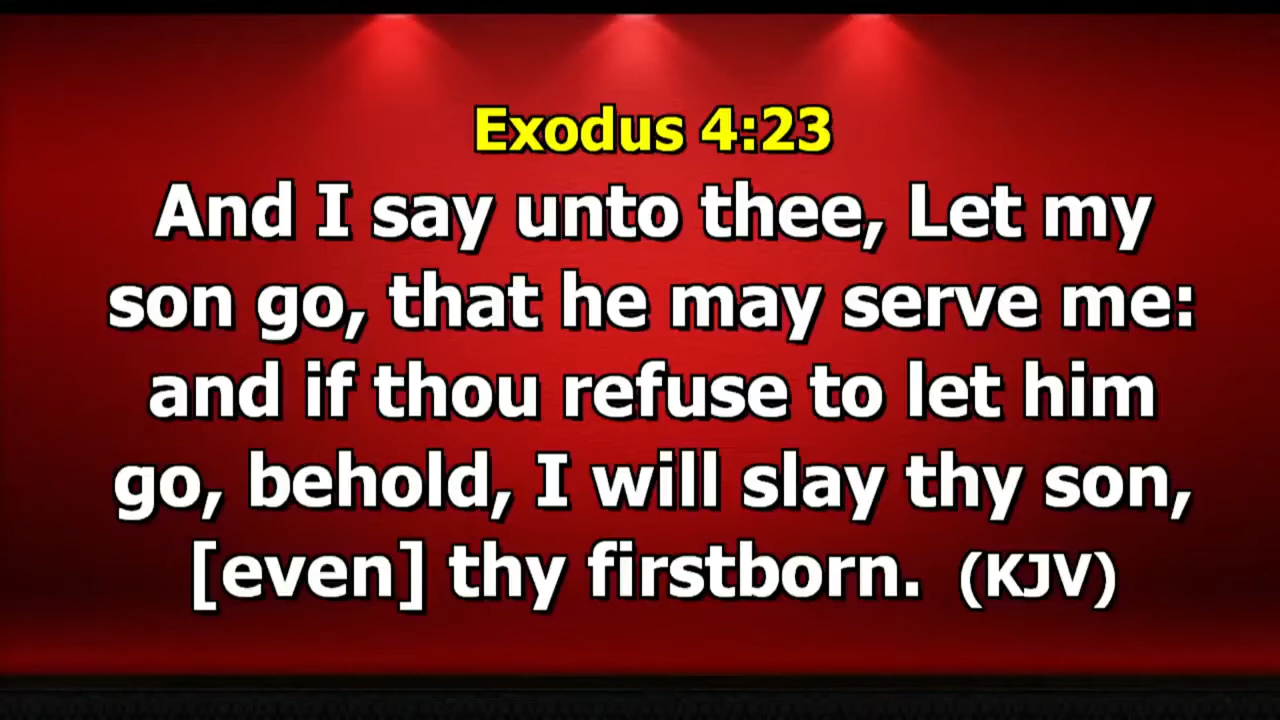 Exodus 4:23
And I say unto thee, Let my
son go, that he may serve me:
and if thou refuse to let him
go, behold, I will slay thy son,
[even] thy firstborn. (KJV)